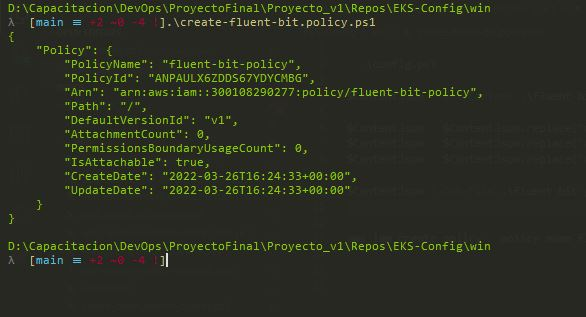 D:\Capacitacion\DevOps\ProyectoFinal\Proyecto_v1\Repos\EKS-Config\win
λ  [main ≡ +2 ~0 -4 !].\create-fluent-bit.policy.ps1
{
    "Policy": {
        "PolicyName": "fluent-bit-policy",
        "PolicyId": "ANPAULX6ZDDS67YDYCMBG",
        "Arn": "arn:aws:iam::300108290277:policy/fluent-bit-policy",
        "Path": "/",
        "DefaultVersionId": "v1",
        "AttachmentCount": 0,
        "PermissionsBoundaryUsageCount": 0,
        "IsAttachable": true,
        "CreateDate": "2022-03-26T16:24:33+00:00",
        "UpdateDate": "2022-03-26T16:24:33+00:00"
    }
}
D:\Capacitacion\DevOps\ProyectoFinal\Proyecto_v1\Repos\EKS-Config\win
λ  [main ≡ +2 ~0 -4 !]